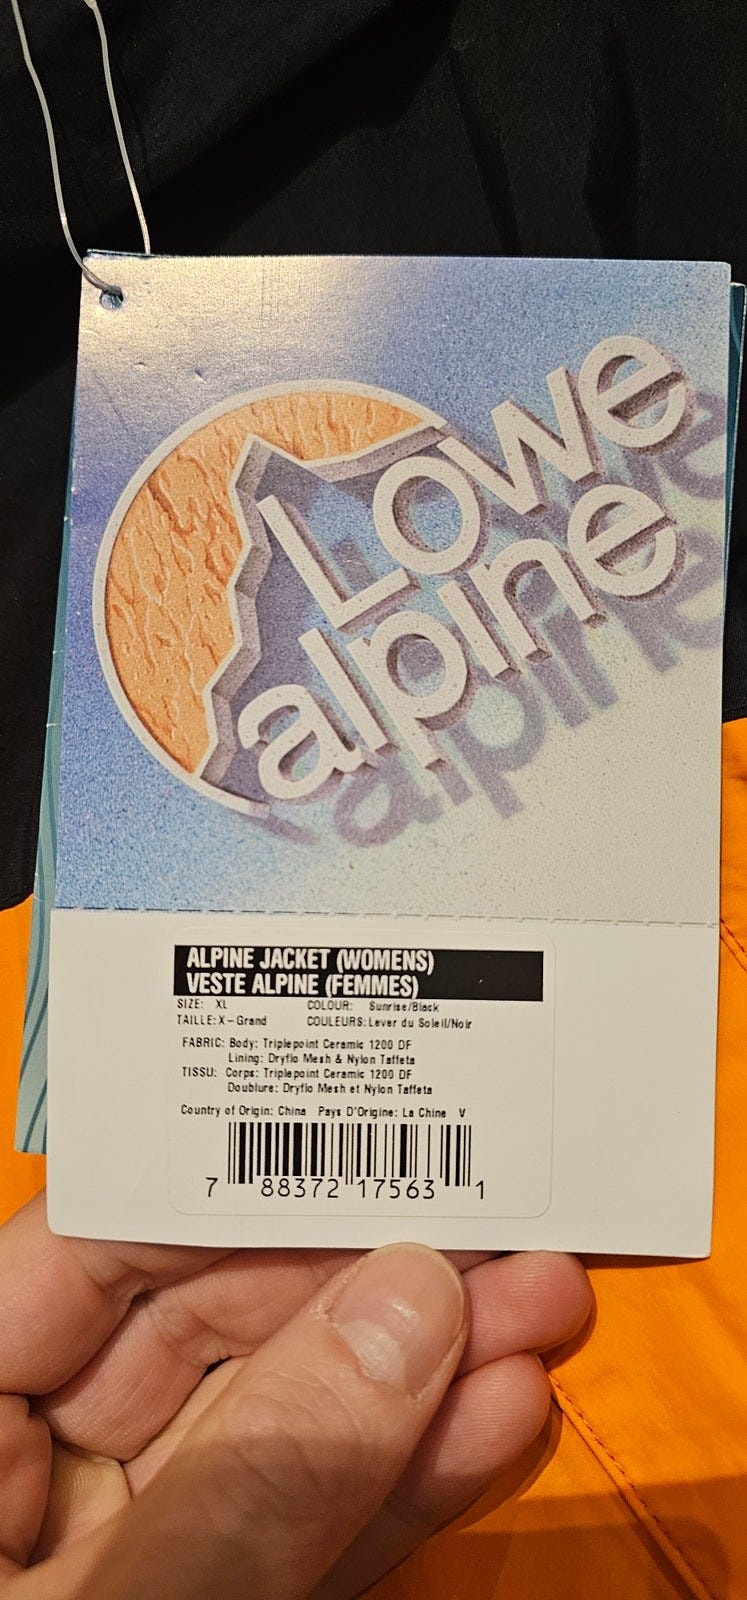 Lowe
alpine
ALPINE JACKET (WOMENS)
VESTE ALPINE (FEMMES)
SIZE: XL COLOUR: Sunrise/Black
TAILLE: X-Grand COULEURS: Lever du Soleil/Noir
FABRIC: Body: Triplepoint Ceramic 1200 DF
Lining: Dryflo Mesh & Nylon Taffeta
TISSU: Corps: Triplepoint Ceramic 1200 DF
Doublure: Dryflo Mesh et Nylon Taffeta
Country of Origin: China Pays D'Origine: La Chine V
7 88372 17563 1